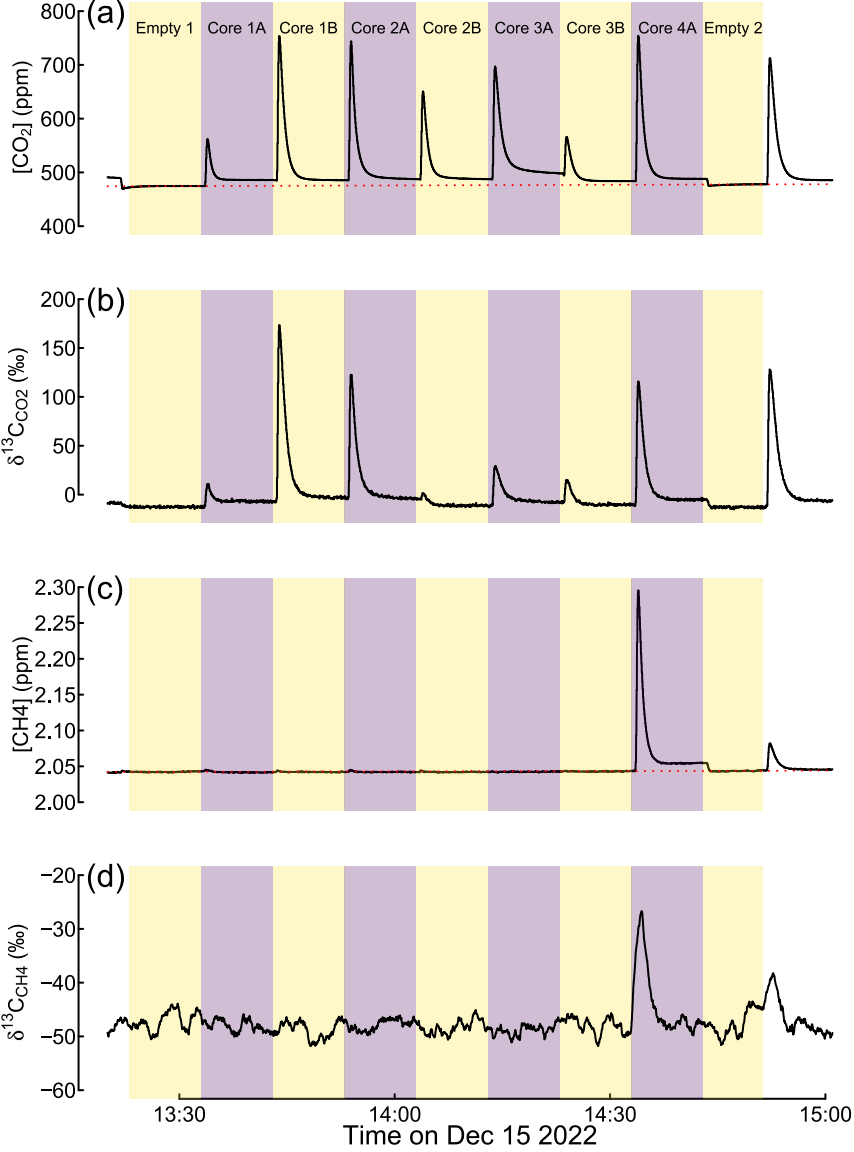 (a)
Empty 1 Core 1A Core 1B Core 2A Core 2B Core 3A Core 3B Core 4A Empty 2
800
700
600
500
400
[CO₂] (ppm)
(b)
200
150
100
50
0
δ¹³C_CO2 (‰)
(c)
2.30
2.25
2.20
2.15
2.10
2.05
2.00
[CH4] (ppm)
(d)
−20
−30
−40
−50
−60
δ¹³C_CH4 (‰)
13:30 14:00 14:30 15:00
Time on Dec 15 2022